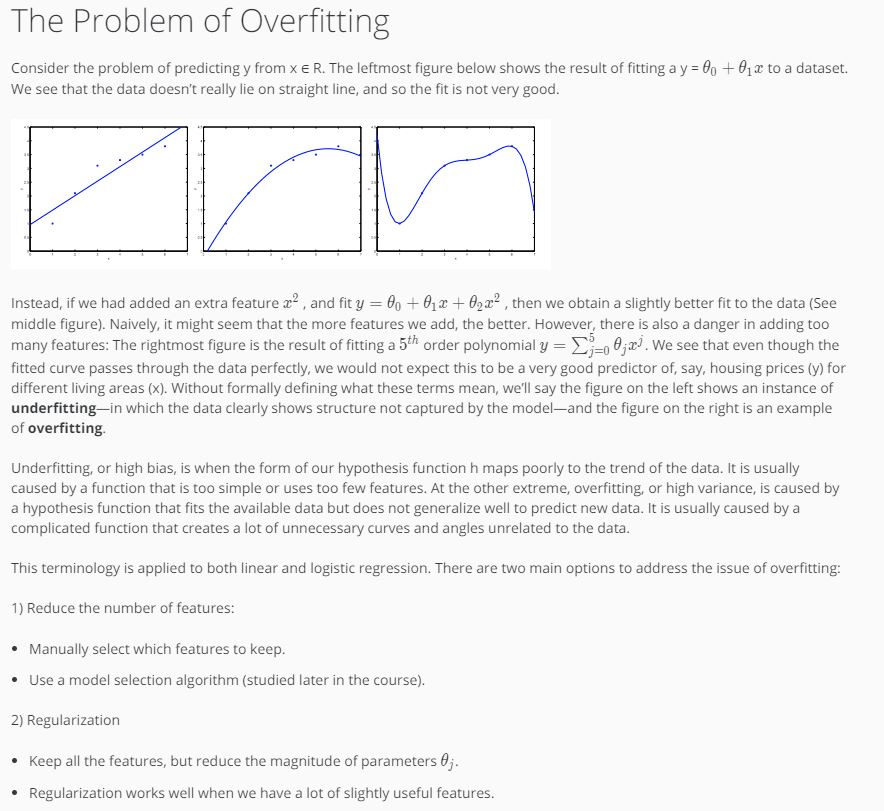 The Problem of Overfitting
Consider the problem of predicting y from x ∈ R. The leftmost figure below shows the result of fitting a y = θ₀ + θ₁x to a dataset.
We see that the data doesn't really lie on straight line, and so the fit is not very good.
Instead, if we had added an extra feature x² , and fit y = θ₀ + θ₁x + θ₂x² , then we obtain a slightly better fit to the data (See
middle figure). Naively, it might seem that the more features we add, the better. However, there is also a danger in adding too
many features: The rightmost figure is the result of fitting a 5ᵗʰ order polynomial y = ∑⁵ⱼ₌₀ θⱼxʲ. We see that even though the
fitted curve passes through the data perfectly, we would not expect this to be a very good predictor of, say, housing prices (y) for
different living areas (x). Without formally defining what these terms mean, we'll say the figure on the left shows an instance of
underfitting—in which the data clearly shows structure not captured by the model—and the figure on the right is an example
of overfitting.
Underfitting, or high bias, is when the form of our hypothesis function h maps poorly to the trend of the data. It is usually
caused by a function that is too simple or uses too few features. At the other extreme, overfitting, or high variance, is caused by
a hypothesis function that fits the available data but does not generalize well to predict new data. It is usually caused by a
complicated function that creates a lot of unnecessary curves and angles unrelated to the data.
This terminology is applied to both linear and logistic regression. There are two main options to address the issue of overfitting:
1) Reduce the number of features:
• Manually select which features to keep.
• Use a model selection algorithm (studied later in the course).
2) Regularization
• Keep all the features, but reduce the magnitude of parameters θⱼ.
• Regularization works well when we have a lot of slightly useful features.